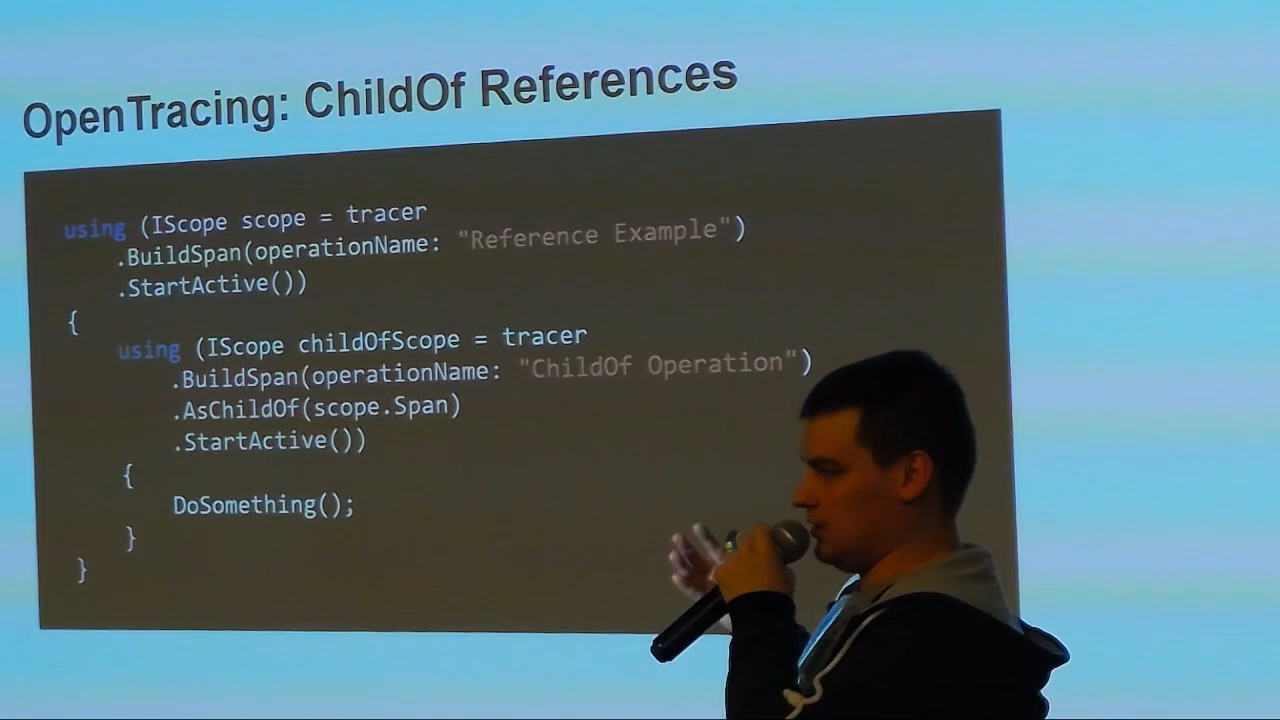 OpenTracing: ChildOf References
using (IScope scope = tracer
.BuildSpan(operationName: "Reference Example")
.StartActive())
{
using (IScope childOfScope = tracer
.BuildSpan(operationName: "ChildOf Operation")
.AsChildOf(scope.Span)
.StartActive())
{
DoSomething();
}
}